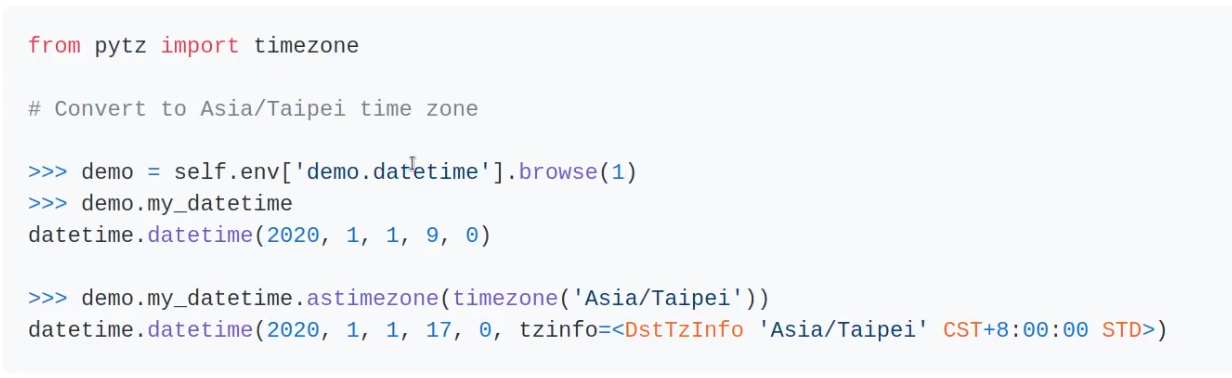 from pytz import timezone
# Convert to Asia/Taipei time zone
>>> demo = self.env['demo.datetime'].browse(1)
>>> demo.my_datetime
datetime.datetime(2020, 1, 1, 9, 0)
>>> demo.my_datetime.astimezone(timezone('Asia/Taipei'))
datetime.datetime(2020, 1, 1, 17, 0, tzinfo=<DstTzInfo 'Asia/Taipei' CST+8:00:00 STD>)